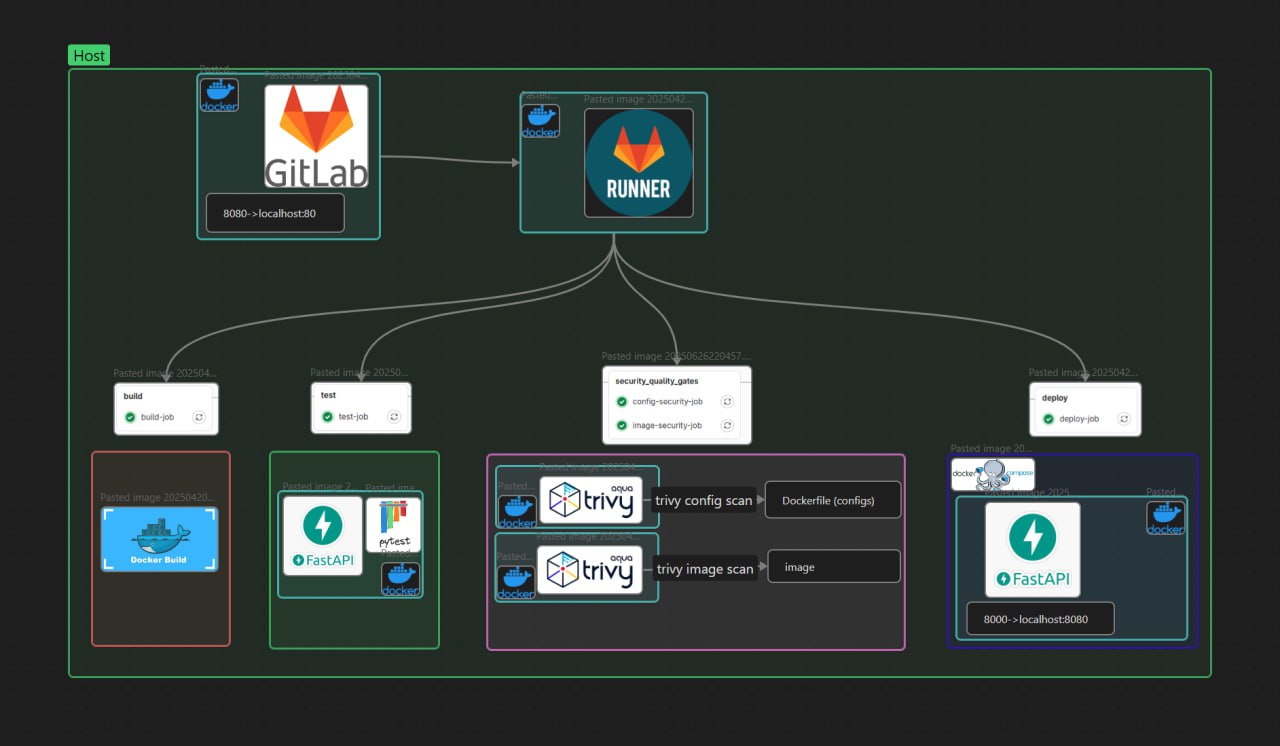 Host
Pasted...
Pasted image 202504...
docker
GitLab
8080->localhost:80
Pasted...
Pasted image 2025042...
docker
RUNNER
Pasted image 202504...
build
build-job
Pasted image 20250...
test
test-job
Pasted image 20250626220457....
security_quality_gates
config-security-job
image-security-job
Pasted image 2025042...
deploy
deploy-job
Pasted image 20250420...
Docker Build
Pasted image 2...
Pasted ima...
FastAPI
pytest
Pasted...
docker
Pasted image 202504...
Pasted...
docker
aqua
trivy
trivy config scan
Dockerfile (configs)
Pasted image 202504...
Pasted...
docker
aqua
trivy
trivy image scan
image
Pasted image 20...
docker
compose
Pasted image 2025...
Pasted...
docker
FastAPI
8000->localhost:8080